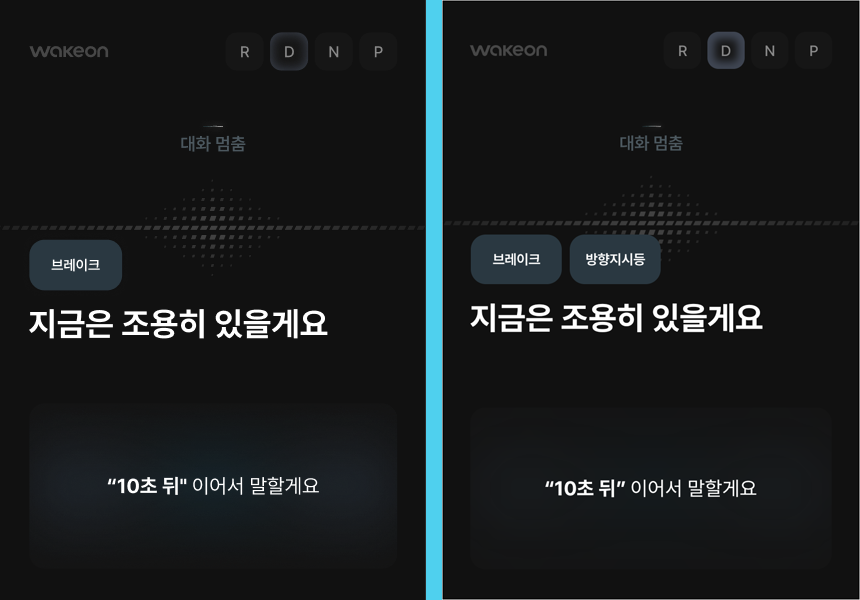 wakeon R D N P
대화 멈춤
브레이크
지금은 조용히 있을게요
“10초 뒤" 이어서 말할게요
wakeon R D N P
대화 멈춤
브레이크 방향지시등
지금은 조용히 있을게요
“10초 뒤” 이어서 말할게요